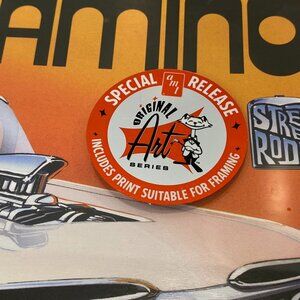 AMINO
SPECIAL RELEASE
amt
ORIGINAL
Art
SERIES
• INCLUDES PRINT SUITABLE FOR FRAMING •
STRE
ROD